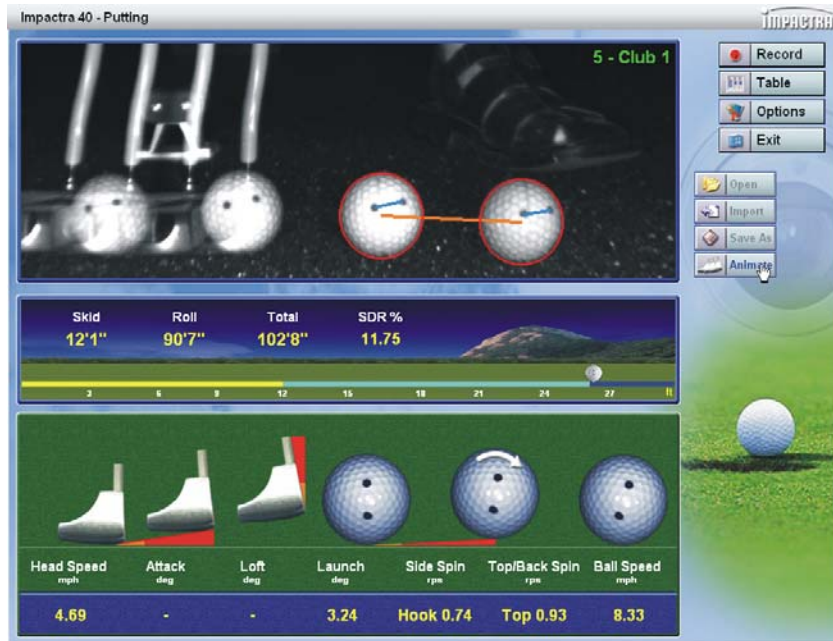 Impactra 40 - Putting
IMPACTRA
5 - Club 1
Record
Table
Options
Exit
Open
Import
Save As
Animate
Skid Roll Total SDR %
12'1" 90'7" 102'8" 11.75
3 6 9 12 15 18 21 24 27 ft
Head Speed Attack Loft Launch Side Spin Top/Back Spin Ball Speed
mph deg deg deg rps rps mph
4.69 - - 3.24 Hook 0.74 Top 0.93 8.33